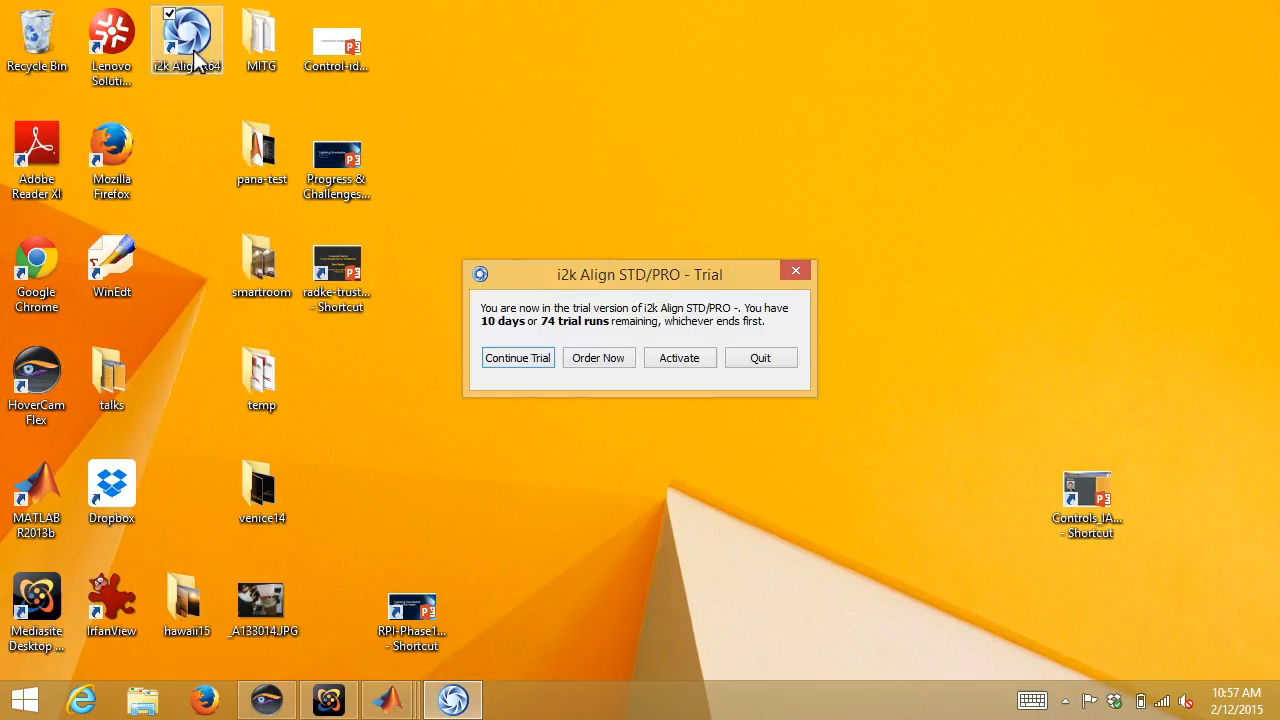 Recycle Bin
Lenovo
Soluti...
i2k Align x64
MITG
Control-id...
Adobe
Reader XI
Mozilla
Firefox
pana-test
Progress &
Challenges...
Google
Chrome
WinEdt
smartroom
radke-trust...
- Shortcut
i2k Align STD/PRO - Trial
You are now in the trial version of i2k Align STD/PRO -. You have
10 days or 74 trial runs remaining, whichever ends first.
Continue Trial
Order Now
Activate
Quit
HoverCam
Flex
talks
temp
MATLAB
R2013b
Dropbox
venice14
Controls_IA...
- Shortcut
Mediasite
Desktop ...
IrfanView
hawaii15
_A133014.JPG
RPI-Phase1...
- Shortcut
10:57 AM
2/12/2015